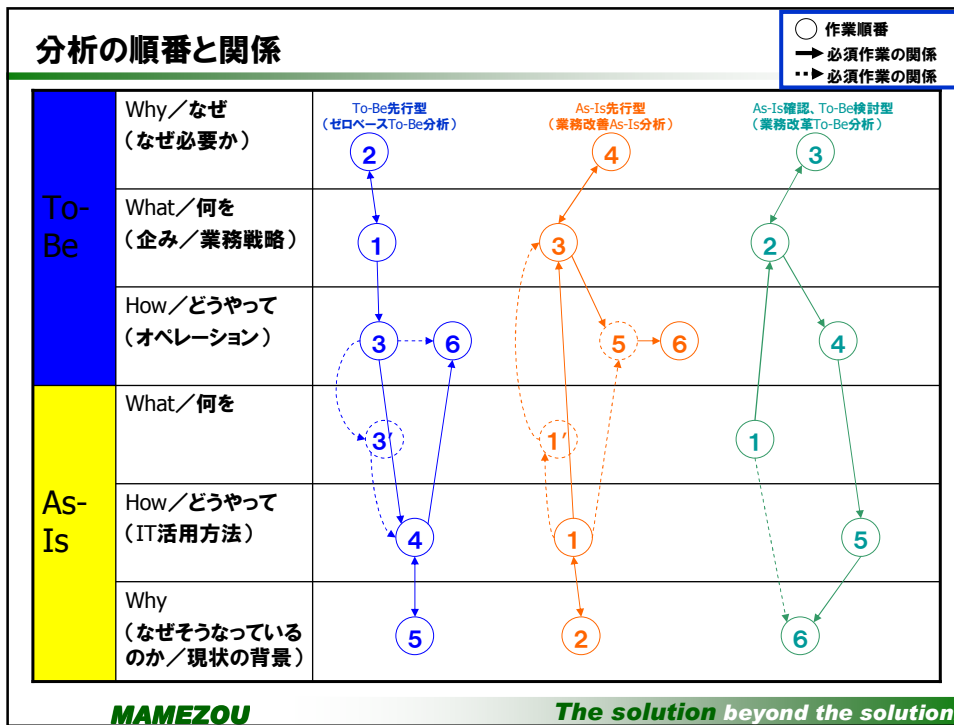 分析の順番と関係
作業順番
必須作業の関係
必須作業の関係
To-Be
Why／なぜ
（なぜ必要か）
To-Be先行型
（ゼロベースTo-Be分析）
As-Is先行型
（業務改善As-Is分析）
As-Is確認、To-Be検討型
（業務改革To-Be分析）
2
4
3
What／何を
（企み／業務戦略）
1
3
2
How／どうやって
（オペレーション）
3
6
5
6
4
As-Is
What／何を
3′
1′
1
How／どうやって
（IT活用方法）
4
1
5
Why
（なぜそうなっている
のか／現状の背景）
5
2
6
MAMEZOU
The solution beyond the solution